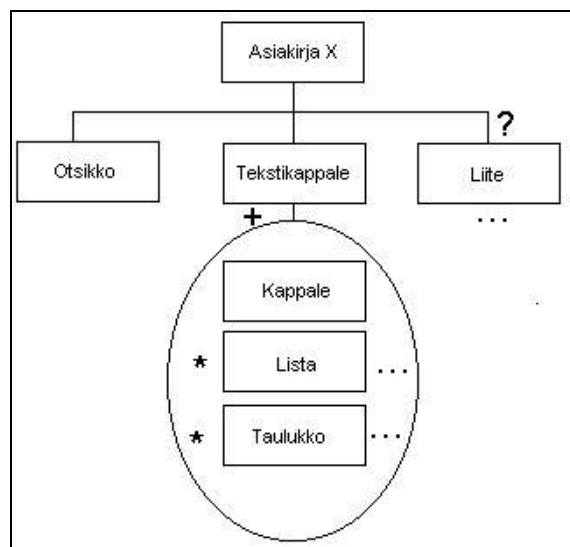 Asiakirja X
?
Otsikko
Tekstikappale
Liite
+
...
Kappale
* Lista ...
* Taulukko ...